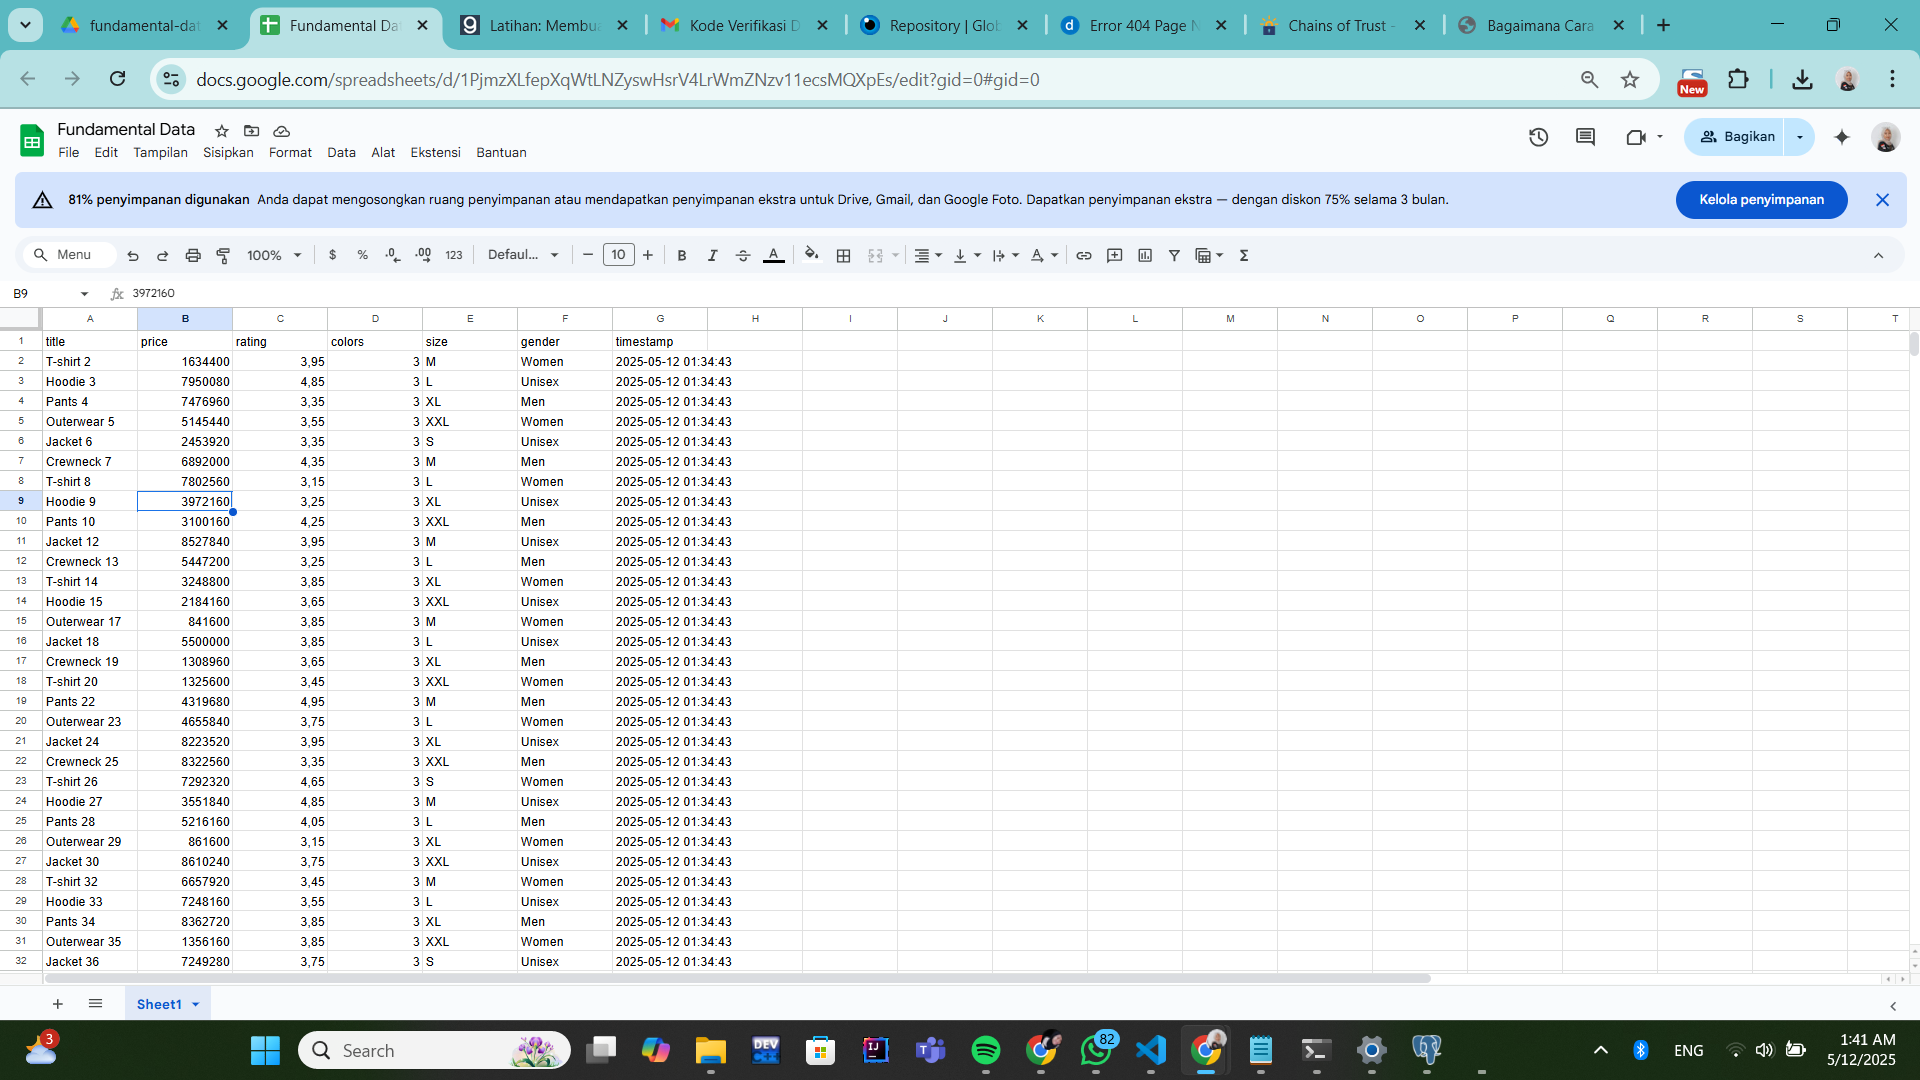 fundamental-dat
Fundamental Dat
Latihan: Membua
Kode Verifikasi D
Repository | Glob
Error 404 Page N
Chains of Trust -
Bagaimana Cara
docs.google.com/spreadsheets/d/1PjmzXLfepXqWtLNZyswHsrV4LrWmZNzv11ecsMQXpEs/edit?gid=0#gid=0
New
Fundamental Data
File Edit Tampilan Sisipkan Format Data Alat Ekstensi Bantuan
Bagikan
81% penyimpanan digunakan Anda dapat mengosongkan ruang penyimpanan atau mendapatkan penyimpanan ekstra untuk Drive, Gmail, dan Google Foto. Dapatkan penyimpanan ekstra — dengan diskon 75% selama 3 bulan.
Kelola penyimpanan
Menu 100% $ % .0 .00 123 Defaul... 10 B I A
B9 fx 3972160
A B C D E F G H I J K L M N O P Q R S T
1 title price rating colors size gender timestamp
2 T-shirt 2 1634400 3,95 3 M Women 2025-05-12 01:34:43
3 Hoodie 3 7950080 4,85 3 L Unisex 2025-05-12 01:34:43
4 Pants 4 7476960 3,35 3 XL Men 2025-05-12 01:34:43
5 Outerwear 5 5145440 3,55 3 XXL Women 2025-05-12 01:34:43
6 Jacket 6 2453920 3,35 3 S Unisex 2025-05-12 01:34:43
7 Crewneck 7 6892000 4,35 3 M Men 2025-05-12 01:34:43
8 T-shirt 8 7802560 3,15 3 L Women 2025-05-12 01:34:43
9 Hoodie 9 3972160 3,25 3 XL Unisex 2025-05-12 01:34:43
10 Pants 10 3100160 4,25 3 XXL Men 2025-05-12 01:34:43
11 Jacket 12 8527840 3,95 3 M Unisex 2025-05-12 01:34:43
12 Crewneck 13 5447200 3,25 3 L Men 2025-05-12 01:34:43
13 T-shirt 14 3248800 3,85 3 XL Women 2025-05-12 01:34:43
14 Hoodie 15 2184160 3,65 3 XXL Unisex 2025-05-12 01:34:43
15 Outerwear 17 841600 3,85 3 M Women 2025-05-12 01:34:43
16 Jacket 18 5500000 3,85 3 L Unisex 2025-05-12 01:34:43
17 Crewneck 19 1308960 3,65 3 XL Men 2025-05-12 01:34:43
18 T-shirt 20 1325600 3,45 3 XXL Women 2025-05-12 01:34:43
19 Pants 22 4319680 4,95 3 M Men 2025-05-12 01:34:43
20 Outerwear 23 4655840 3,75 3 L Women 2025-05-12 01:34:43
21 Jacket 24 8223520 3,95 3 XL Unisex 2025-05-12 01:34:43
22 Crewneck 25 8322560 3,35 3 XXL Men 2025-05-12 01:34:43
23 T-shirt 26 7292320 4,65 3 S Women 2025-05-12 01:34:43
24 Hoodie 27 3551840 4,85 3 M Unisex 2025-05-12 01:34:43
25 Pants 28 5216160 4,05 3 L Men 2025-05-12 01:34:43
26 Outerwear 29 861600 3,15 3 XL Women 2025-05-12 01:34:43
27 Jacket 30 8610240 3,75 3 XXL Unisex 2025-05-12 01:34:43
28 T-shirt 32 6657920 3,45 3 M Women 2025-05-12 01:34:43
29 Hoodie 33 7248160 3,55 3 L Unisex 2025-05-12 01:34:43
30 Pants 34 8362720 3,85 3 XL Men 2025-05-12 01:34:43
31 Outerwear 35 1356160 3,85 3 XXL Women 2025-05-12 01:34:43
32 Jacket 36 7249280 3,75 3 S Unisex 2025-05-12 01:34:43
Sheet1
3
Search
DEV C++
IJ
82
ENG
1:41 AM
5/12/2025